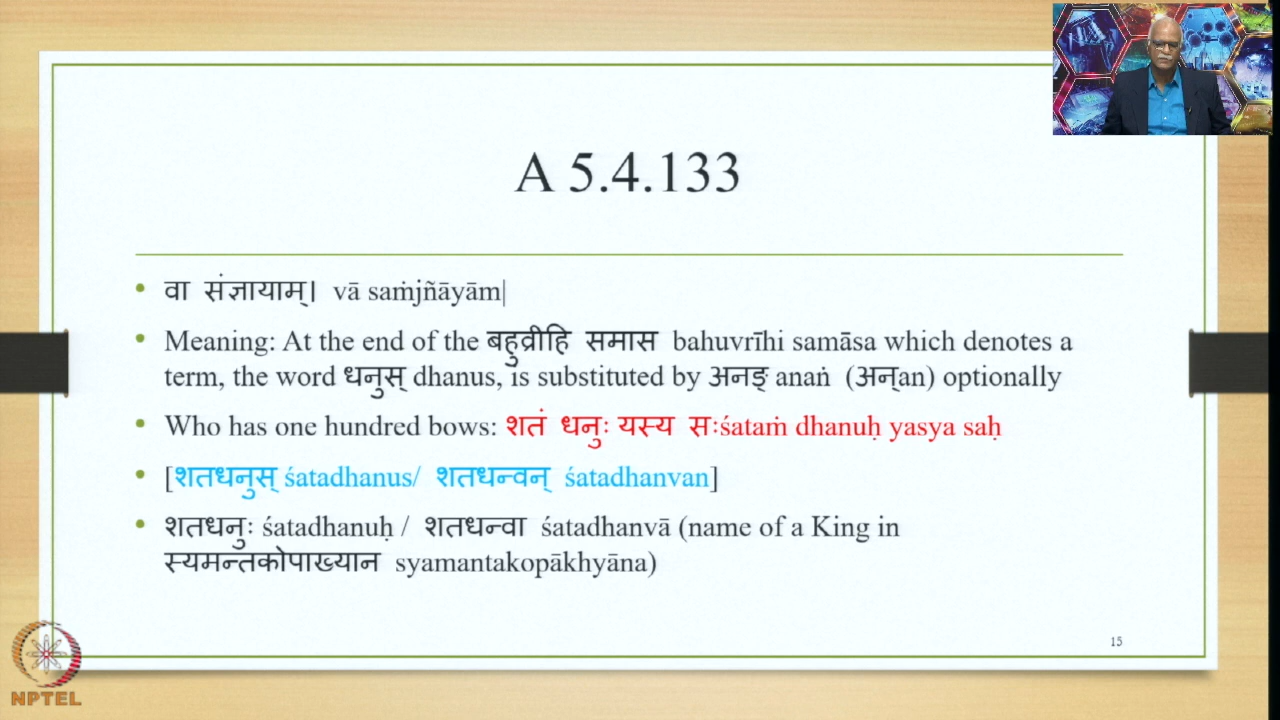 A 5.4.133
• वा संज्ञायाम्। vā saṁjñāyām|
• Meaning: At the end of the बहुव्रीहि समास bahuvrīhi samāsa which denotes a
term, the word धनुस् dhanus, is substituted by अनङ् anaṅ (अन्an) optionally
• Who has one hundred bows: शतं धनुः यस्य सःśataṁ dhanuḥ yasya saḥ
• [शतधनुस् śatadhanus/ शतधन्वन् śatadhanvan]
• शतधनुः śatadhanuḥ / शतधन्वा śatadhanvā (name of a King in
स्यमन्तकोपाख्यान syamantakopākhyāna)
15
NPTEL